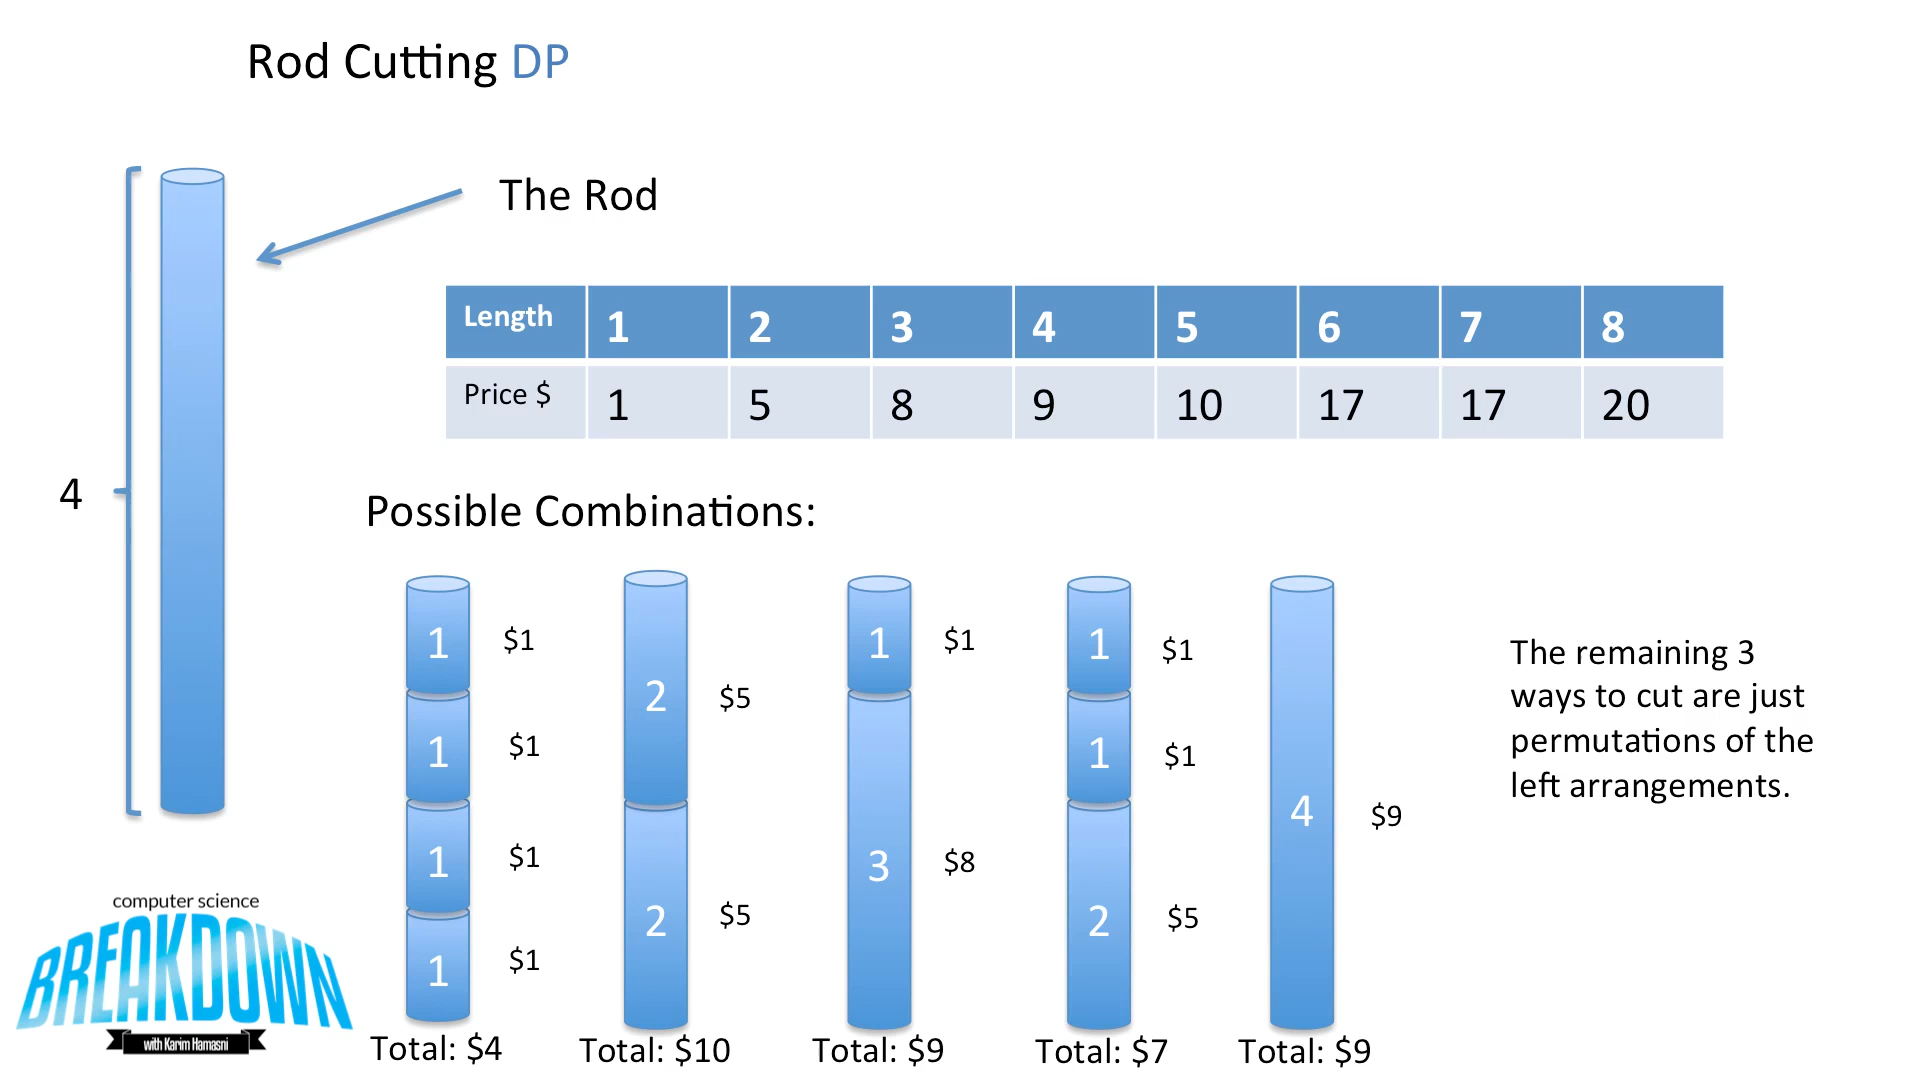 Rod Cutting DP
The Rod
Length 1 2 3 4 5 6 7 8
Price $ 1 5 8 9 10 17 17 20
4
Possible Combinations:
1 $1
1 $1
1 $1
1 $1
Total: $4
2 $5
2 $5
Total: $10
1 $1
3 $8
Total: $9
1 $1
1 $1
2 $5
Total: $7
4 $9
Total: $9
The remaining 3
ways to cut are just
permutations of the
left arrangements.
computer science
BREAKDOWN
with Karim Hamasni